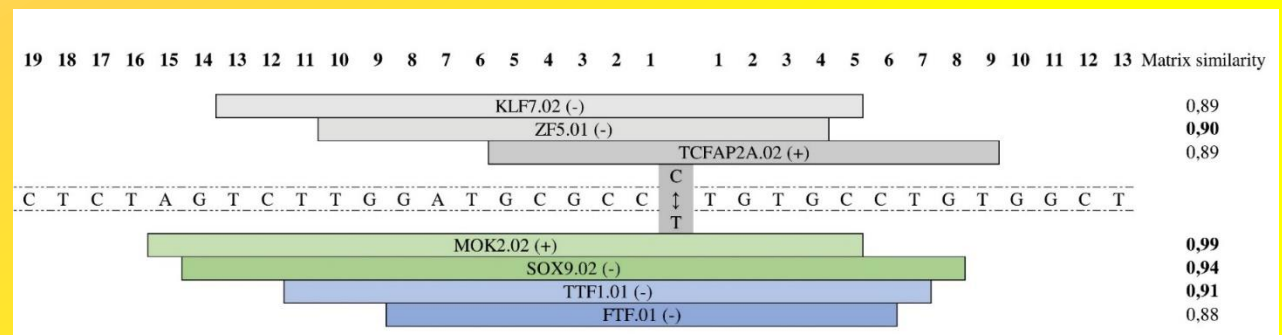 19 18 17 16 15 14 13 12 11 10 9 8 7 6 5 4 3 2 1 1 2 3 4 5 6 7 8 9 10 11 12 13 Matrix similarity
KLF7.02 (-) 0,89
ZF5.01 (-) 0,90
TCFAP2A.02 (+) 0,89
C
C T C T A G T C T T G G A T G C G C C ↕ T G T G C C T G T G G C T
T
MOK2.02 (+) 0,99
SOX9.02 (-) 0,94
TTF1.01 (-) 0,91
FTF.01 (-) 0,88